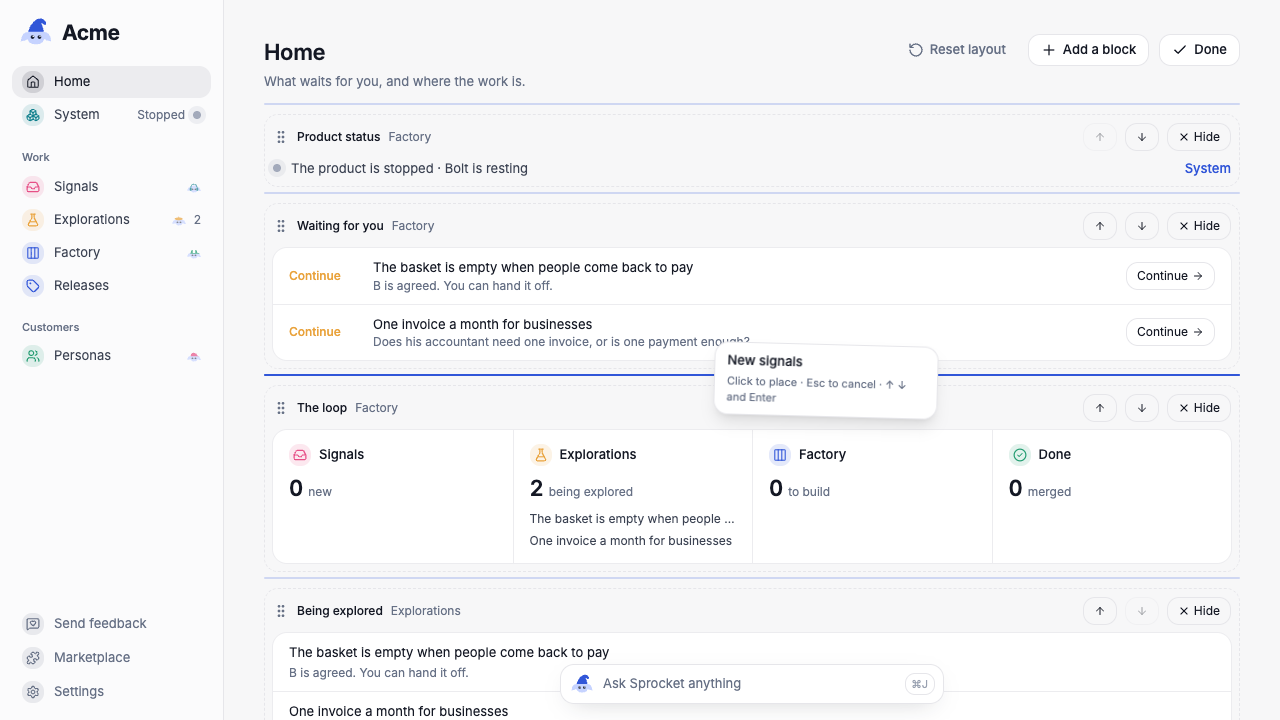 Acme
Home
System Stopped
Work
Signals
Explorations 2
Factory
Releases
Customers
Personas
Send feedback
Marketplace
Settings
Home
What waits for you, and where the work is.
Reset layout
Add a block
Done
Product status Factory
Hide
The product is stopped · Bolt is resting
System
Waiting for you Factory
Hide
Continue
The basket is empty when people come back to pay
B is agreed. You can hand it off.
Continue →
Continue
One invoice a month for businesses
Does his accountant need one invoice, or is one payment enough?
Continue →
New signals
Click to place · Esc to cancel · ↑ ↓
and Enter
The loop Factory
Hide
Signals
0 new
Explorations
2 being explored
The basket is empty when people ...
One invoice a month for businesses
Factory
0 to build
Done
0 merged
Being explored Explorations
Hide
The basket is empty when people come back to pay
B is agreed. You can hand it off.
One invoice a month for businesses
Ask Sprocket anything
⌘J